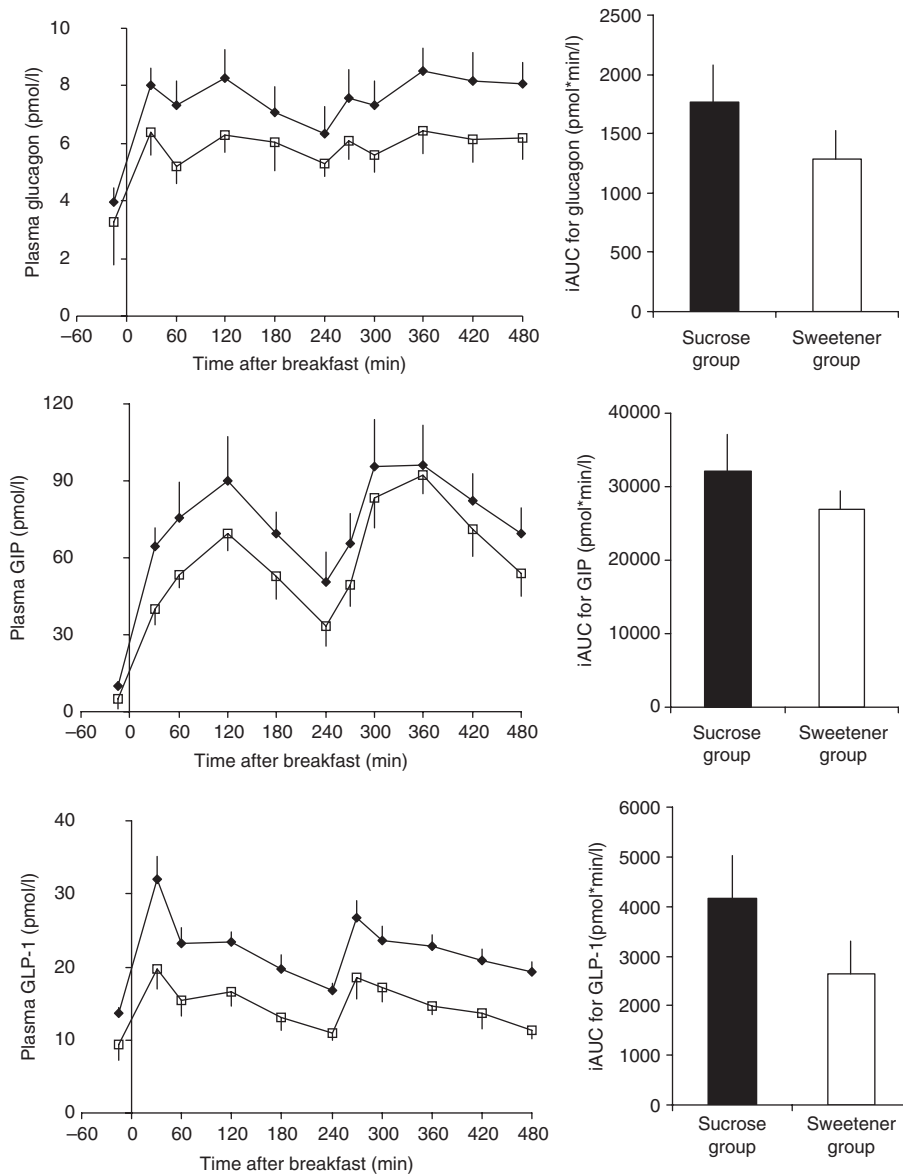 10
8
6
4
2
0
Plasma glucagon (pmol/l)
–60 0 60 120 180 240 300 360 420 480
Time after breakfast (min)
2500
2000
1500
1000
500
0
iAUC for glucagon (pmol*min/l)
Sucrose group
Sweetener group
120
90
60
30
0
Plasma GIP (pmol/l)
–60 0 60 120 180 240 300 360 420 480
Time after breakfast (min)
40000
30000
20000
10000
0
iAUC for GIP (pmol*min/l)
Sucrose group
Sweetener group
40
30
20
10
0
Plasma GLP-1 (pmol/l)
–60 0 60 120 180 240 300 360 420 480
Time after breakfast (min)
6000
5000
4000
3000
2000
1000
0
iAUC for GLP-1(pmol*min/l)
Sucrose group
Sweetener group